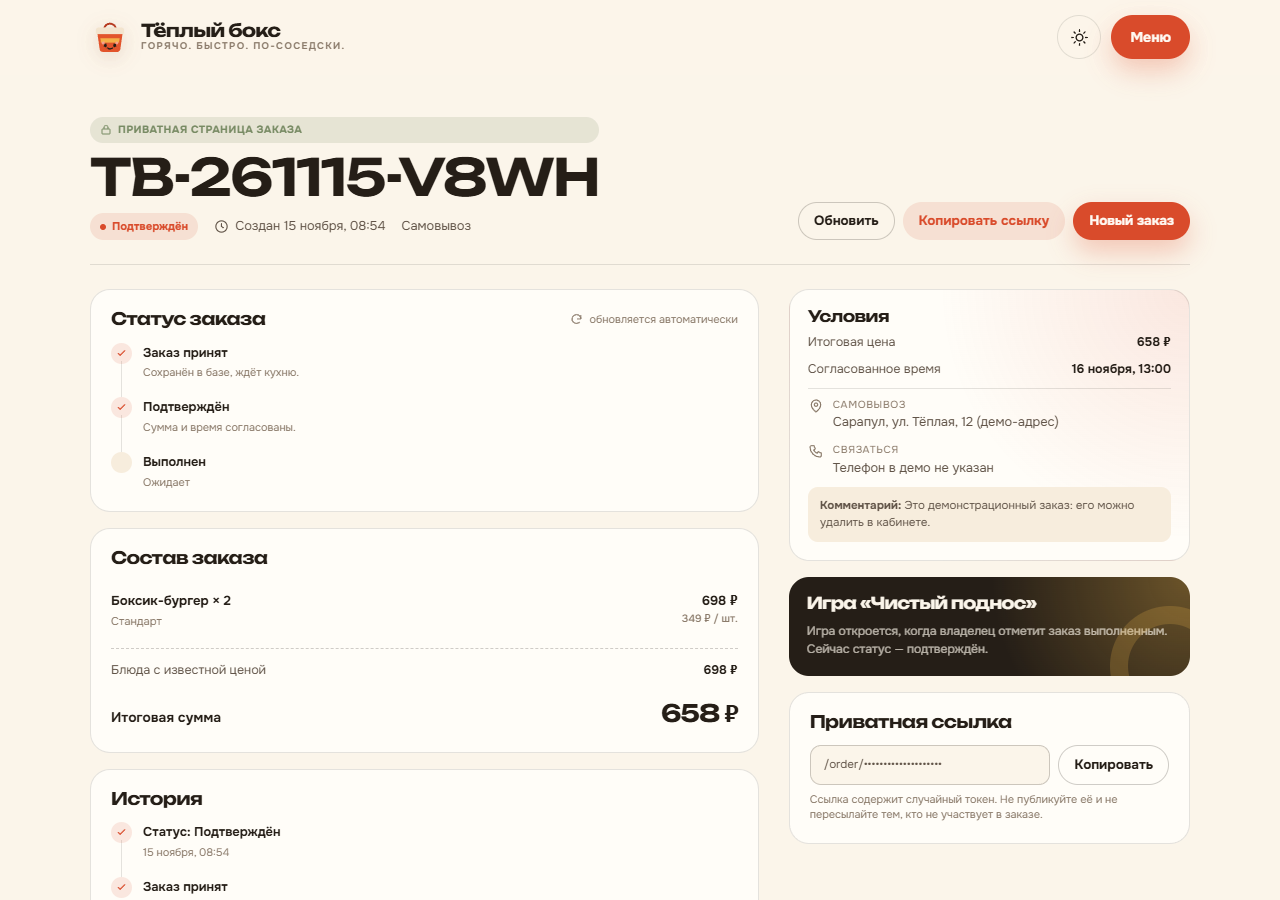 Тёплый бокс
ГОРЯЧО. БЫСТРО. ПО-СОСЕДСКИ.
Меню
ПРИВАТНАЯ СТРАНИЦА ЗАКАЗА
TB-261115-V8WH
Подтверждён
Создан 15 ноября, 08:54
Самовывоз
Обновить
Копировать ссылку
Новый заказ
Статус заказа
обновляется автоматически
Заказ принят
Сохранён в базе, ждёт кухню.
Подтверждён
Сумма и время согласованы.
Выполнен
Ожидает
Состав заказа
Боксик-бургер × 2
698 ₽
Стандарт
349 ₽ / шт.
Блюда с известной ценой
698 ₽
Итоговая сумма
658 ₽
История
Статус: Подтверждён
15 ноября, 08:54
Заказ принят
Условия
Итоговая цена
658 ₽
Согласованное время
16 ноября, 13:00
САМОВЫВОЗ
Сарапул, ул. Тёплая, 12 (демо-адрес)
СВЯЗАТЬСЯ
Телефон в демо не указан
Комментарий: Это демонстрационный заказ: его можно
удалить в кабинете.
Игра «Чистый поднос»
Игра откроется, когда владелец отметит заказ выполненным.
Сейчас статус — подтверждён.
Приватная ссылка
/order/••••••••••••••••••••
Копировать
Ссылка содержит случайный токен. Не публикуйте её и не
пересылайте тем, кто не участвует в заказе.